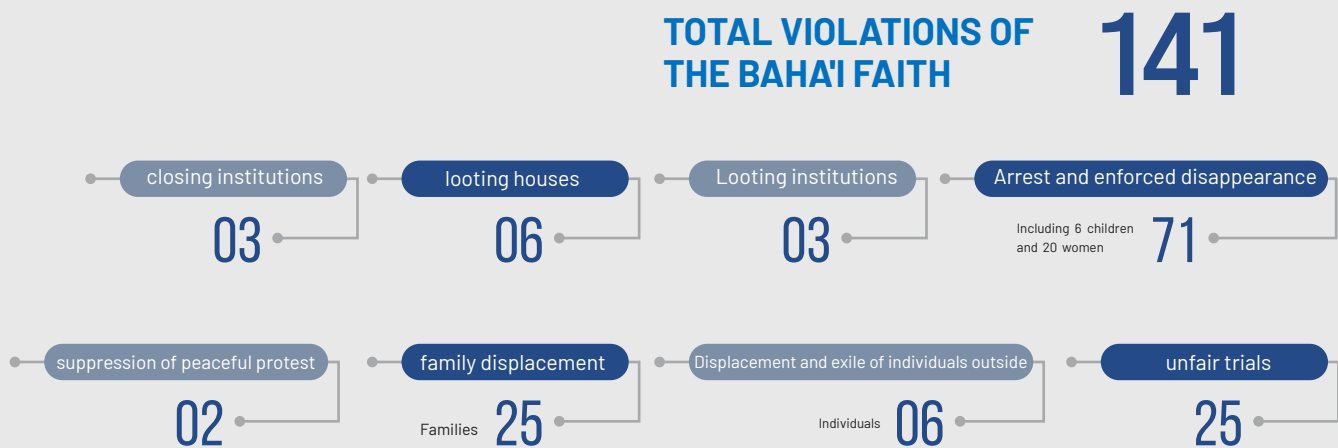 TOTAL VIOLATIONS OF
THE BAHA'I FAITH
141
closing institutions
03
looting houses
06
Looting institutions
03
Arrest and enforced disappearance
Including 6 children
and 20 women
71
suppression of peaceful protest
02
family displacement
Families 25
Displacement and exile of individuals outside
Individuals 06
unfair trials
25